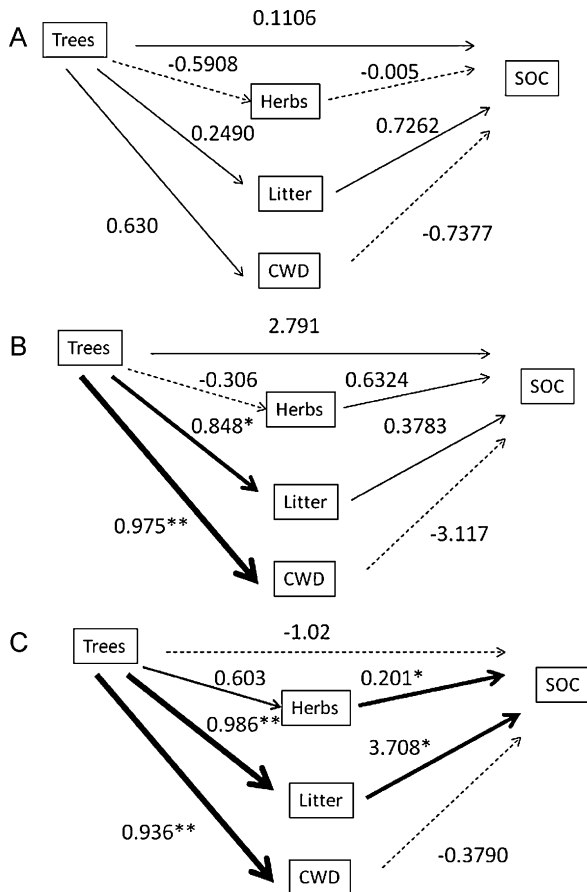 A
0.1106
Trees
-0.5908
-0.005
SOC
Herbs
0.2490
0.7262
Litter
0.630
-0.7377
CWD
B
2.791
Trees
-0.306
0.6324
SOC
Herbs
0.848*
0.3783
Litter
0.975**
-3.117
CWD
C
Trees
-1.02
0.603
0.201*
SOC
Herbs
0.986**
3.708*
Litter
0.936**
-0.3790
CWD